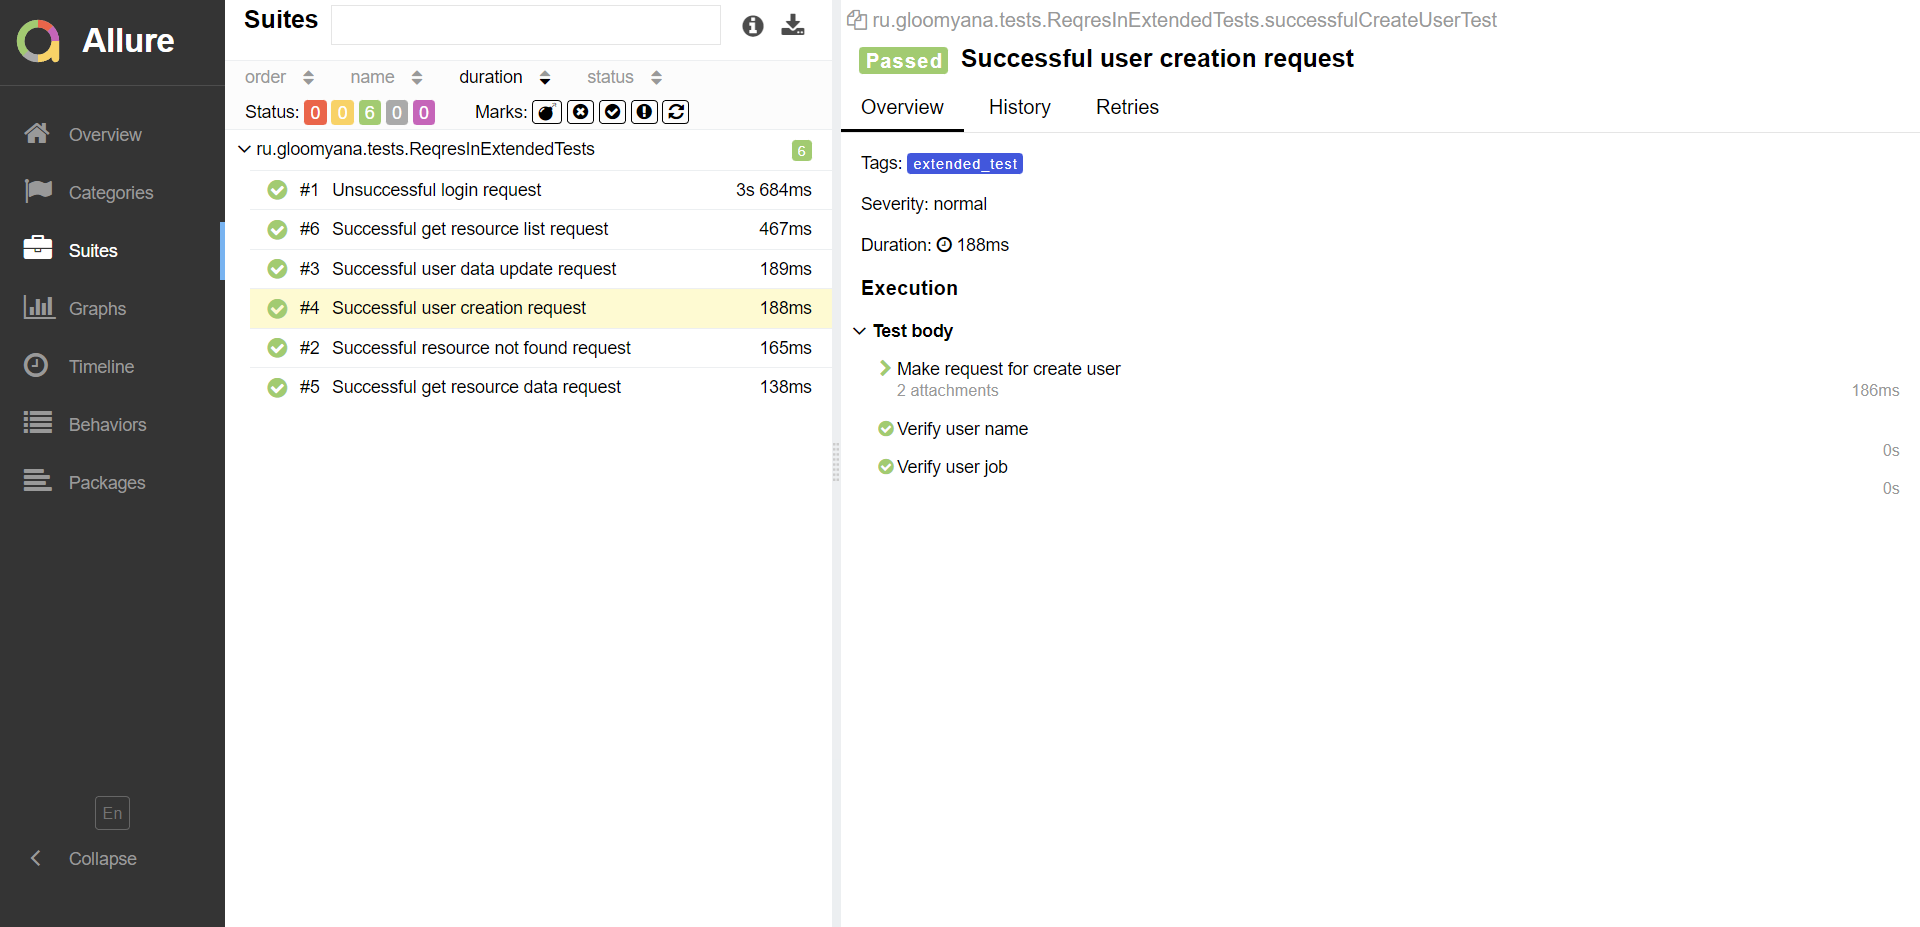 Allure
Overview
Categories
Suites
Graphs
Timeline
Behaviors
Packages
En
Collapse
Suites
order name duration status
Status: 0 0 6 0 0 Marks:
ru.gloomyana.tests.ReqresInExtendedTests 6
#1 Unsuccessful login request 3s 684ms
#6 Successful get resource list request 467ms
#3 Successful user data update request 189ms
#4 Successful user creation request 188ms
#2 Successful resource not found request 165ms
#5 Successful get resource data request 138ms
ru.gloomyana.tests.ReqresInExtendedTests.successfulCreateUserTest
Passed Successful user creation request
Overview History Retries
Tags: extended_test
Severity: normal
Duration: 188ms
Execution
Test body
Make request for create user
2 attachments 186ms
Verify user name
0s
Verify user job
0s